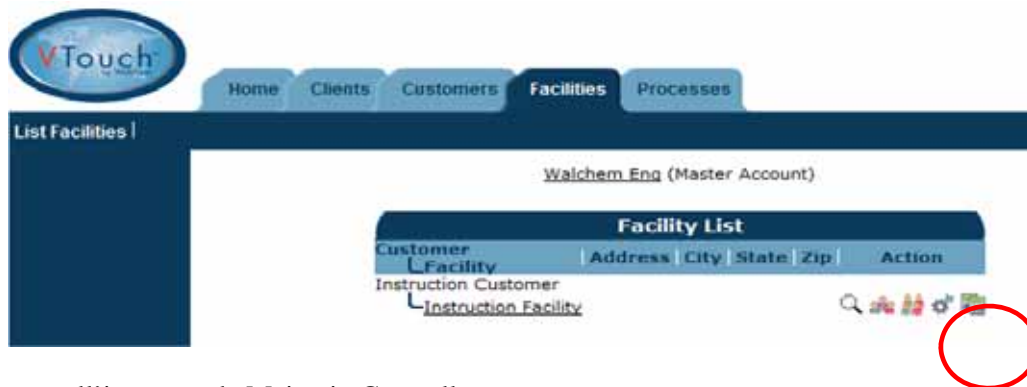 VTouch
Home Clients Customers Facilities Processes
List Facilities |
Walchem Eng (Master Account)
Facility List
Customer
Facility Address City State Zip Action
Instruction Customer
Instruction Facility